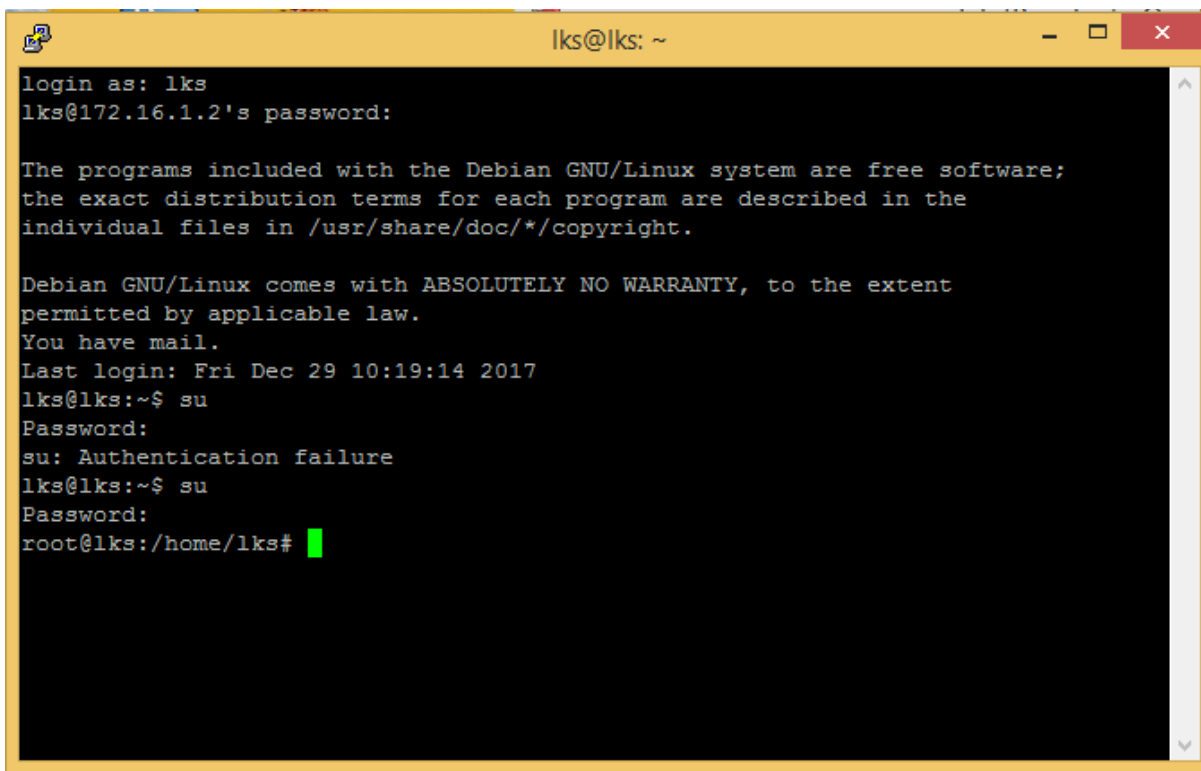 lks@lks: ~
login as: lks
lks@172.16.1.2's password:
The programs included with the Debian GNU/Linux system are free software;
the exact distribution terms for each program are described in the
individual files in /usr/share/doc/*/copyright.
Debian GNU/Linux comes with ABSOLUTELY NO WARRANTY, to the extent
permitted by applicable law.
You have mail.
Last login: Fri Dec 29 10:19:14 2017
lks@lks:~$ su
Password:
su: Authentication failure
lks@lks:~$ su
Password:
root@lks:/home/lks#